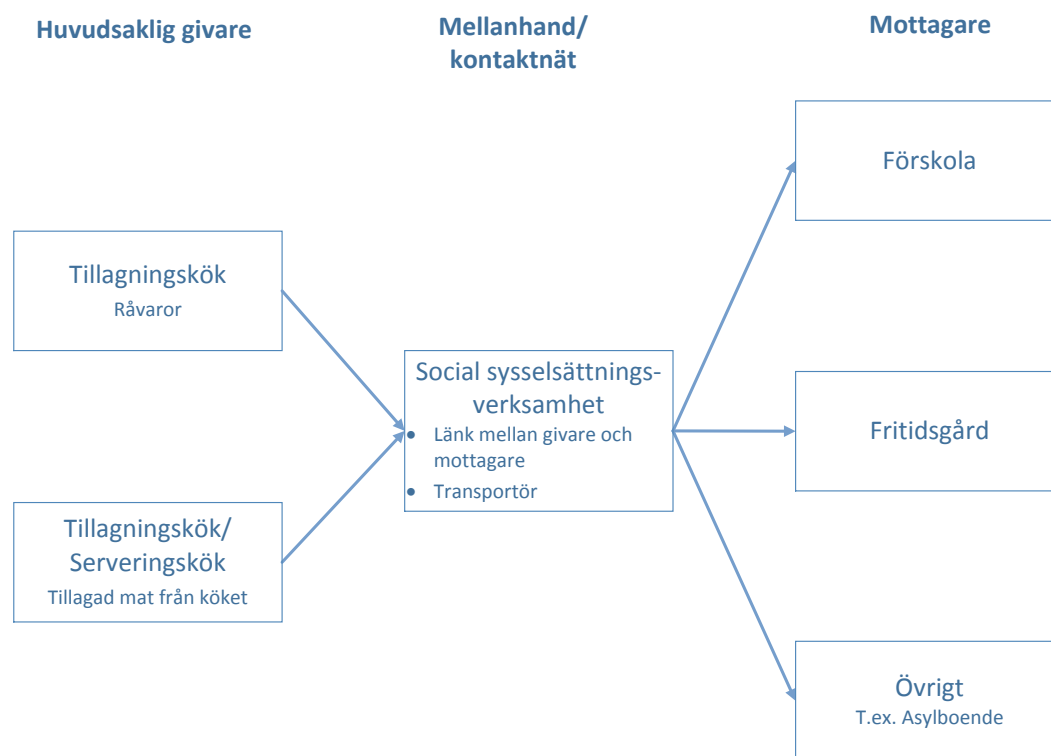 Huvudsaklig givare
Mellanhand/
kontaktnät
Mottagare
Förskola
Tillagningskök
Råvaror
Social sysselsättnings-
verksamhet
• Länk mellan givare och
mottagare
• Transportör
Fritidsgård
Tillagningskök/
Serveringskök
Tillagad mat från köket
Övrigt
T.ex. Asylboende